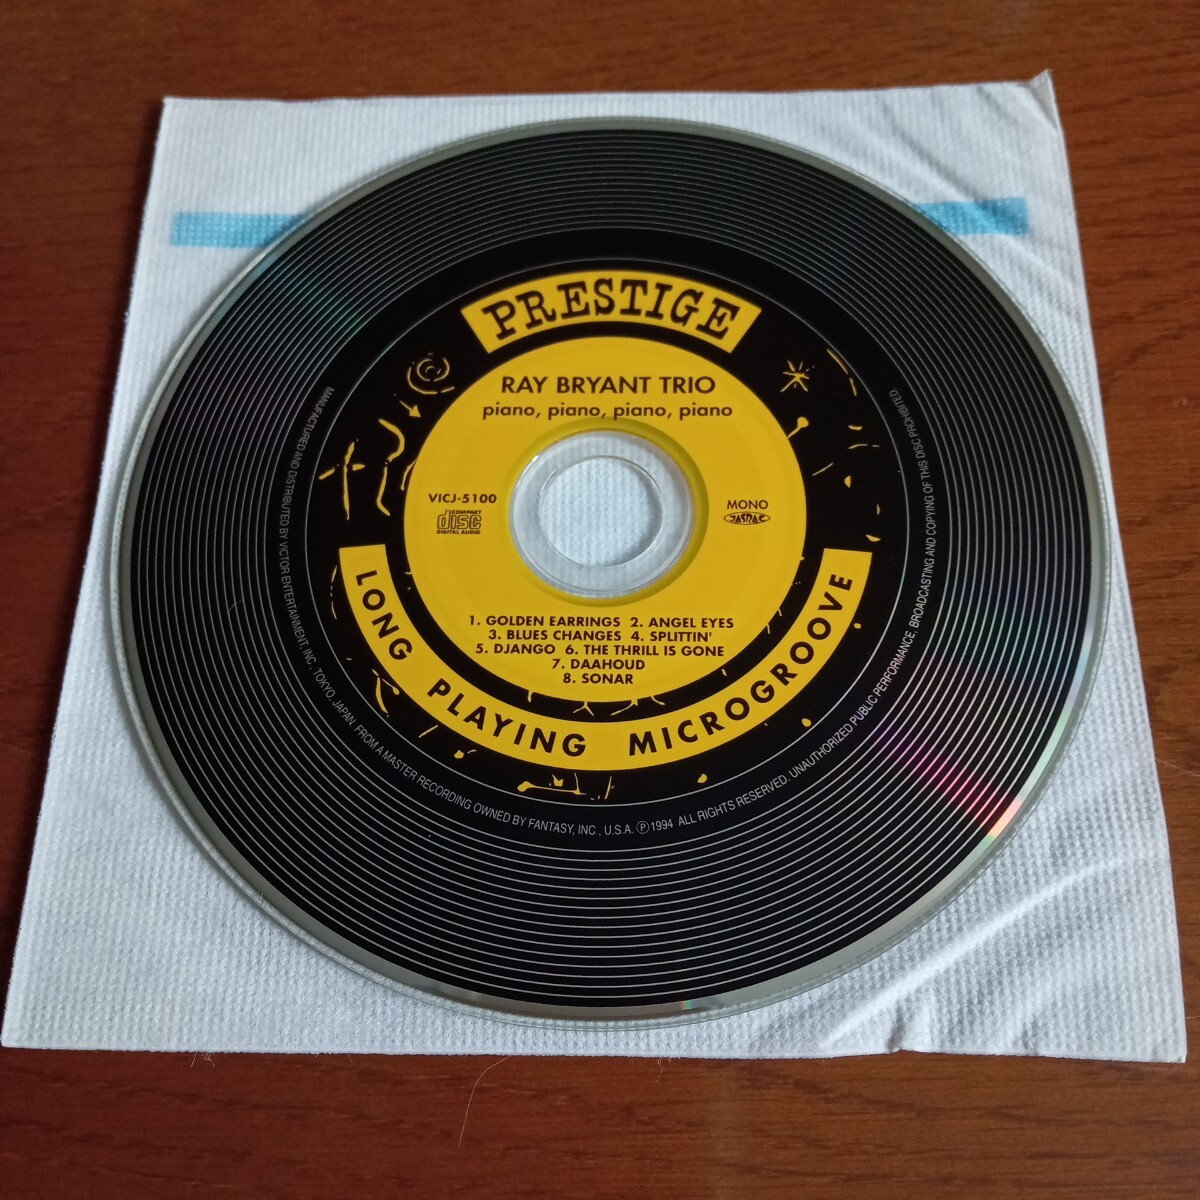 PRESTIGE
RAY BRYANT TRIO
piano, piano, piano, piano
VICJ-5100
COMPACT
disc
DIGITAL AUDIO
MONO
JASRAC
1. GOLDEN EARRINGS 2. ANGEL EYES
3. BLUES CHANGES 4. SPLITTIN'
5. DJANGO 6. THE THRILL IS GONE
7. DAAHOUD
8. SONAR
LONG PLAYING MICROGROOVE
MANUFACTURED AND DISTRIBUTED BY VICTOR ENTERTAINMENT, INC., TOKYO, JAPAN. FROM A MASTER RECORDING OWNED BY FANTASY, INC., U.S.A. Ⓟ1994 ALL RIGHTS RESERVED. UNAUTHORIZED PUBLIC PERFORMANCE, BROADCASTING AND COPYING OF THIS DISC PROHIBITED.